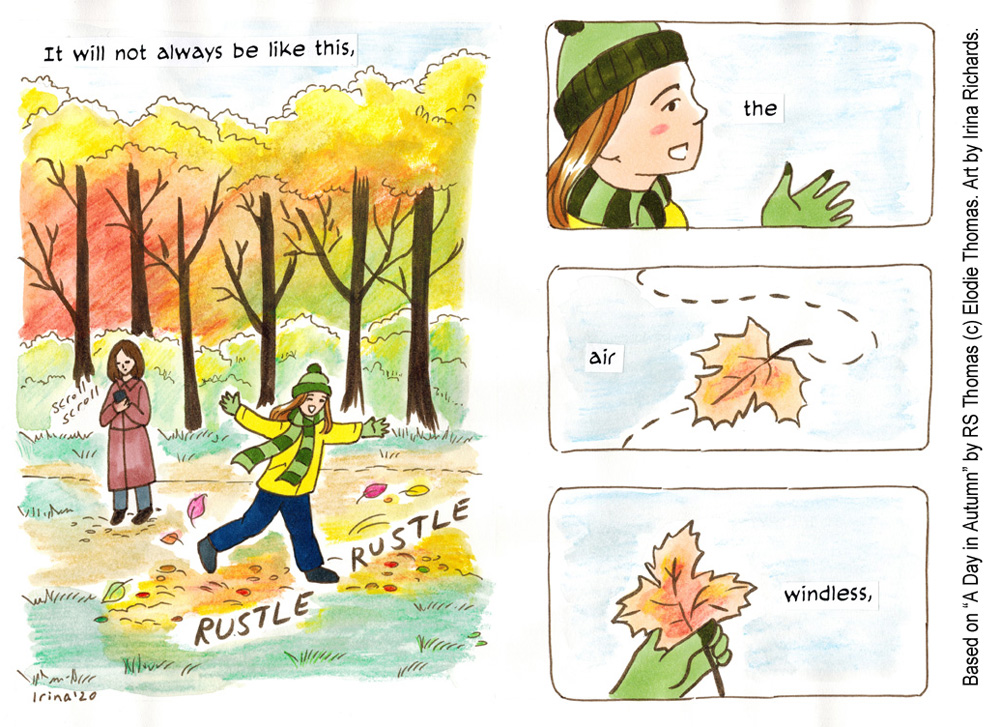 It will not always be like this,
scroll
scroll
RUSTLE
RUSTLE
Irina'20
the
air
windless,
Based on "A Day in Autumn" by RS Thomas (c) Elodie Thomas. Art by Irina Richards.